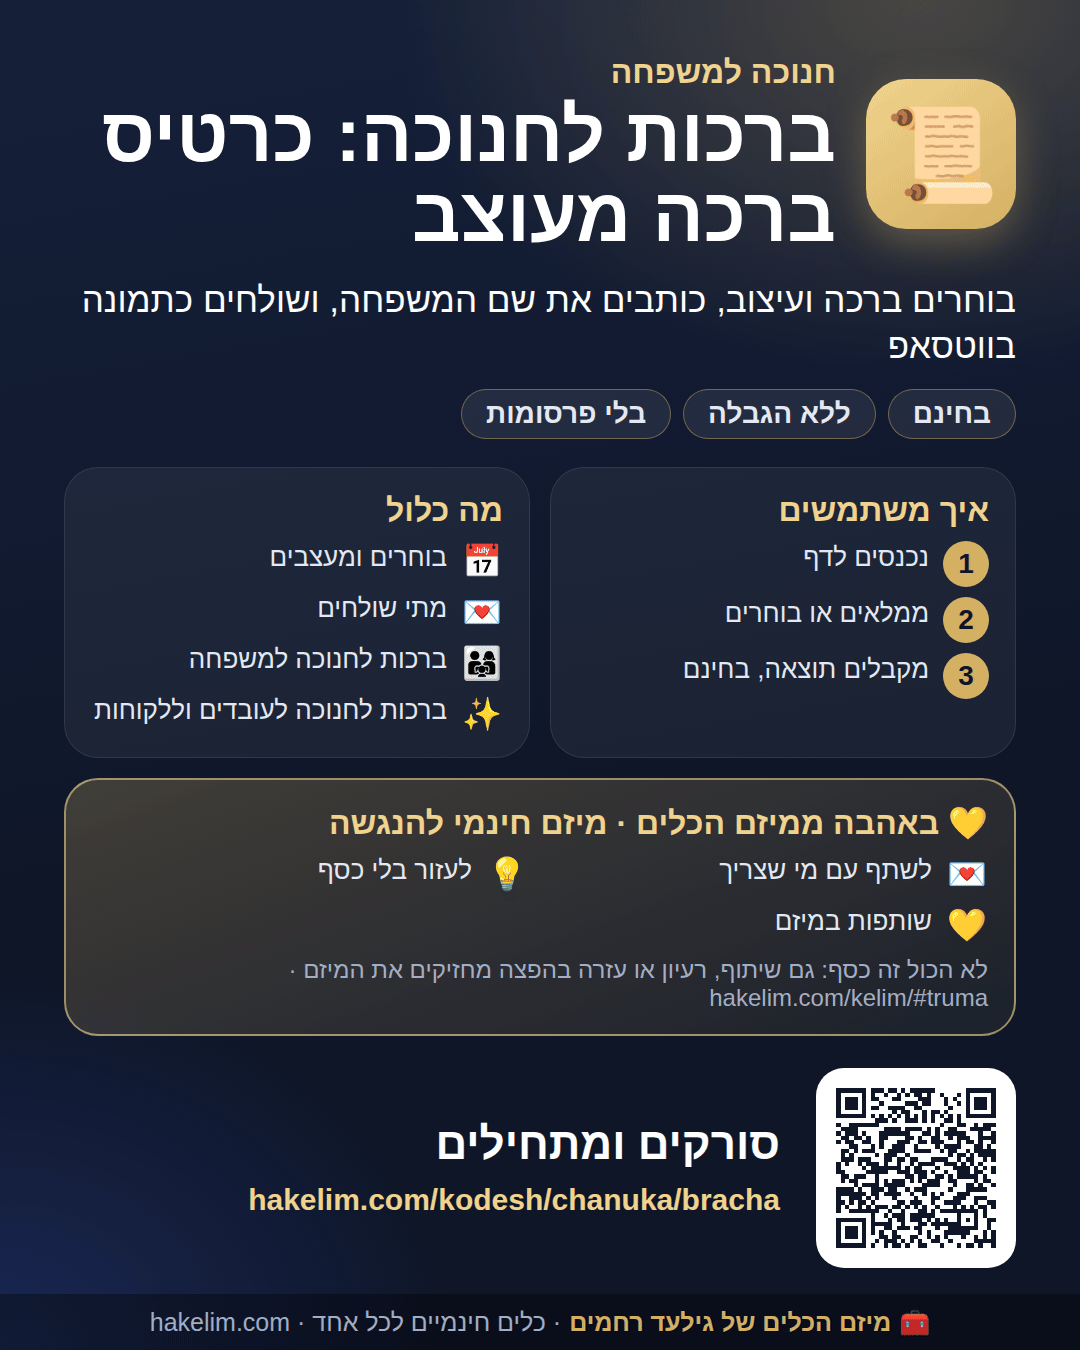 חנוכה למשפחה
ברכות לחנוכה: כרטיס
ברכה מעוצב
בוחרים ברכה ועיצוב, כותבים את שם המשפחה, ושולחים כתמונה
בווטסאפ
בחינם
ללא הגבלה
בלי פרסומות
איך משתמשים
1 נכנסים לדף
2 ממלאים או בוחרים
3 מקבלים תוצאה, בחינם
מה כלול
בוחרים ומעצבים
מתי שולחים
ברכות לחנוכה למשפחה
ברכות לחנוכה לעובדים וללקוחות
באהבה ממיזם הכלים · מיזם חינמי להנגשה
לשתף עם מי שצריך
לעזור בלי כסף
שותפות במיזם
לא הכול זה כסף: גם שיתוף, רעיון או עזרה בהפצה מחזיקים את המיזם ·
hakelim.com/kelim/#truma
סורקים ומתחילים
hakelim.com/kodesh/chanuka/bracha
מיזם הכלים של גילעד רחמים · כלים חינמיים לכל אחד · hakelim.com